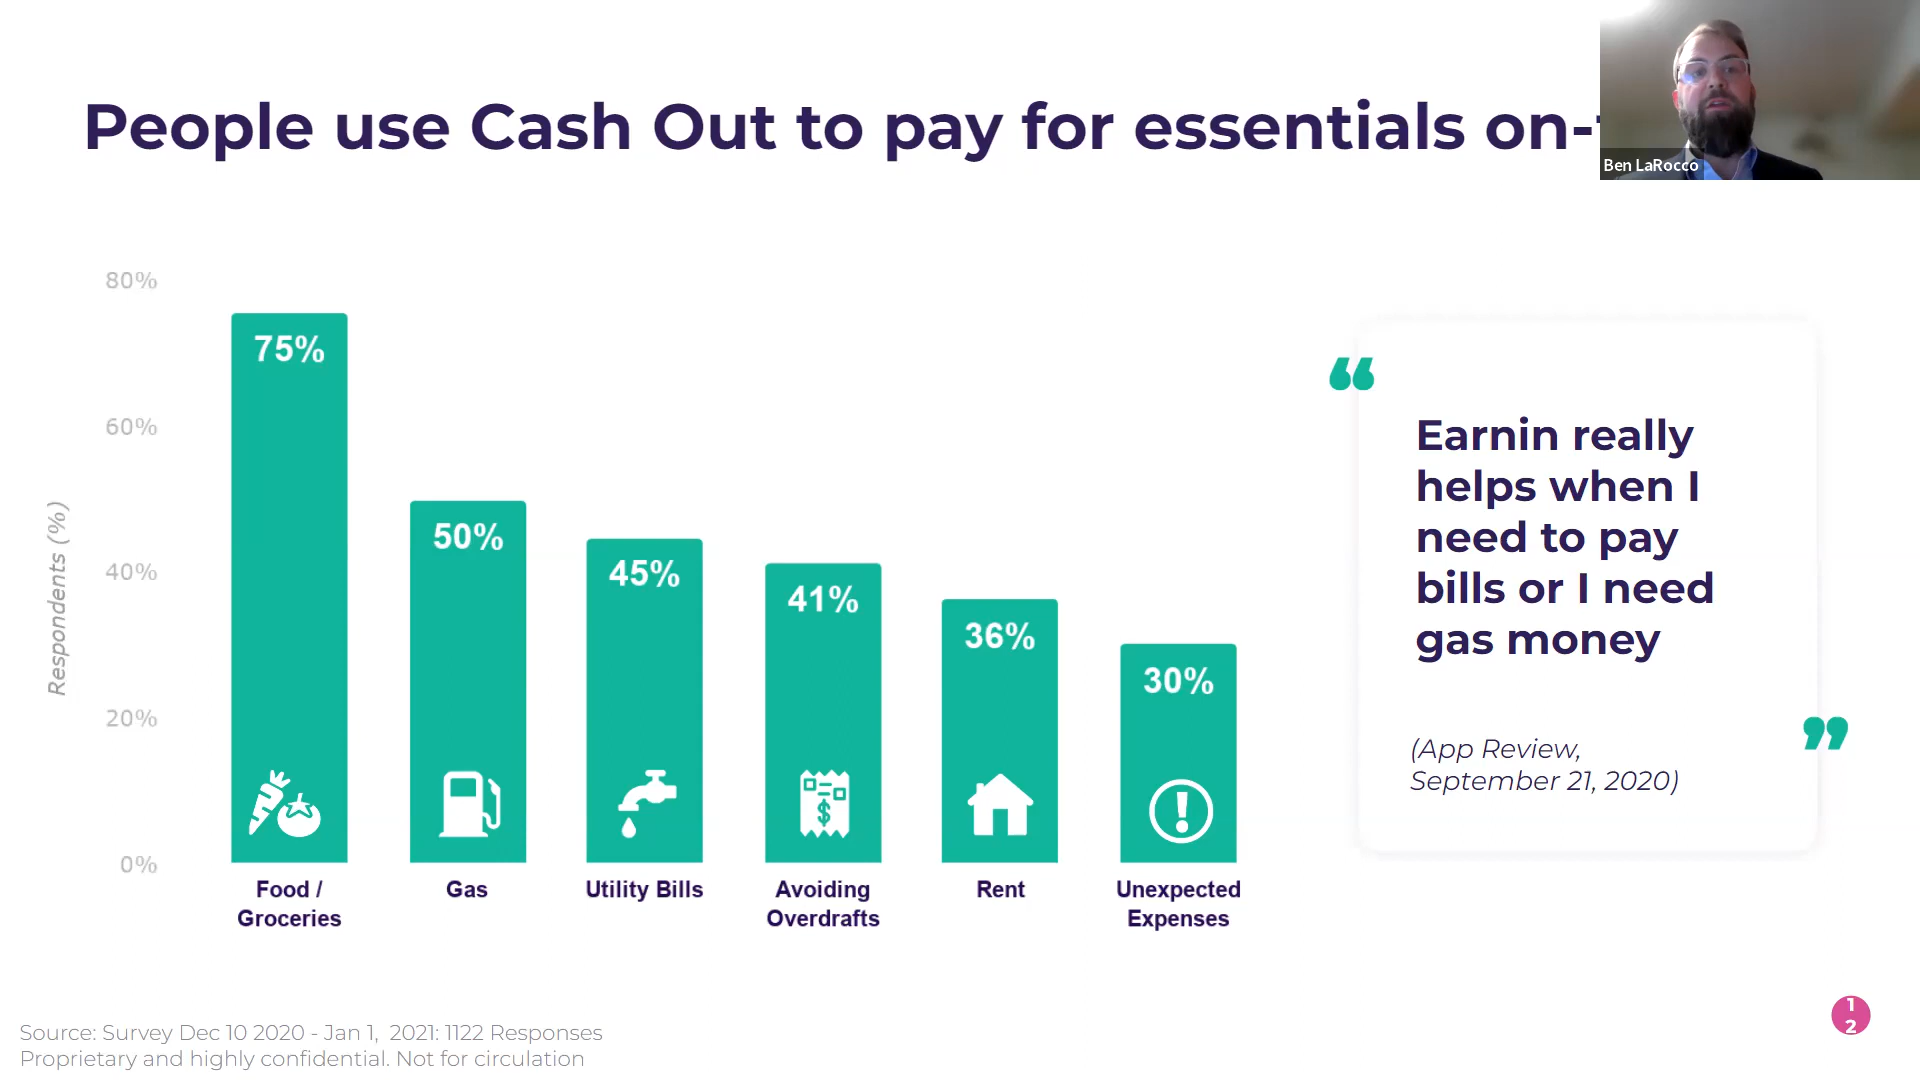 People use Cash Out to pay for essentials on-
Ben LaRocco
80%
60%
40%
20%
0%
Respondents (%)
75%
50%
45%
41%
36%
30%
$
Food /
Groceries
Gas
Utility Bills
Avoiding
Overdrafts
Rent
Unexpected
Expenses
“
Earnin really
helps when I
need to pay
bills or I need
gas money
”
(App Review,
September 21, 2020)
Source: Survey Dec 10 2020 - Jan 1, 2021: 1122 Responses
Proprietary and highly confidential. Not for circulation
1
2